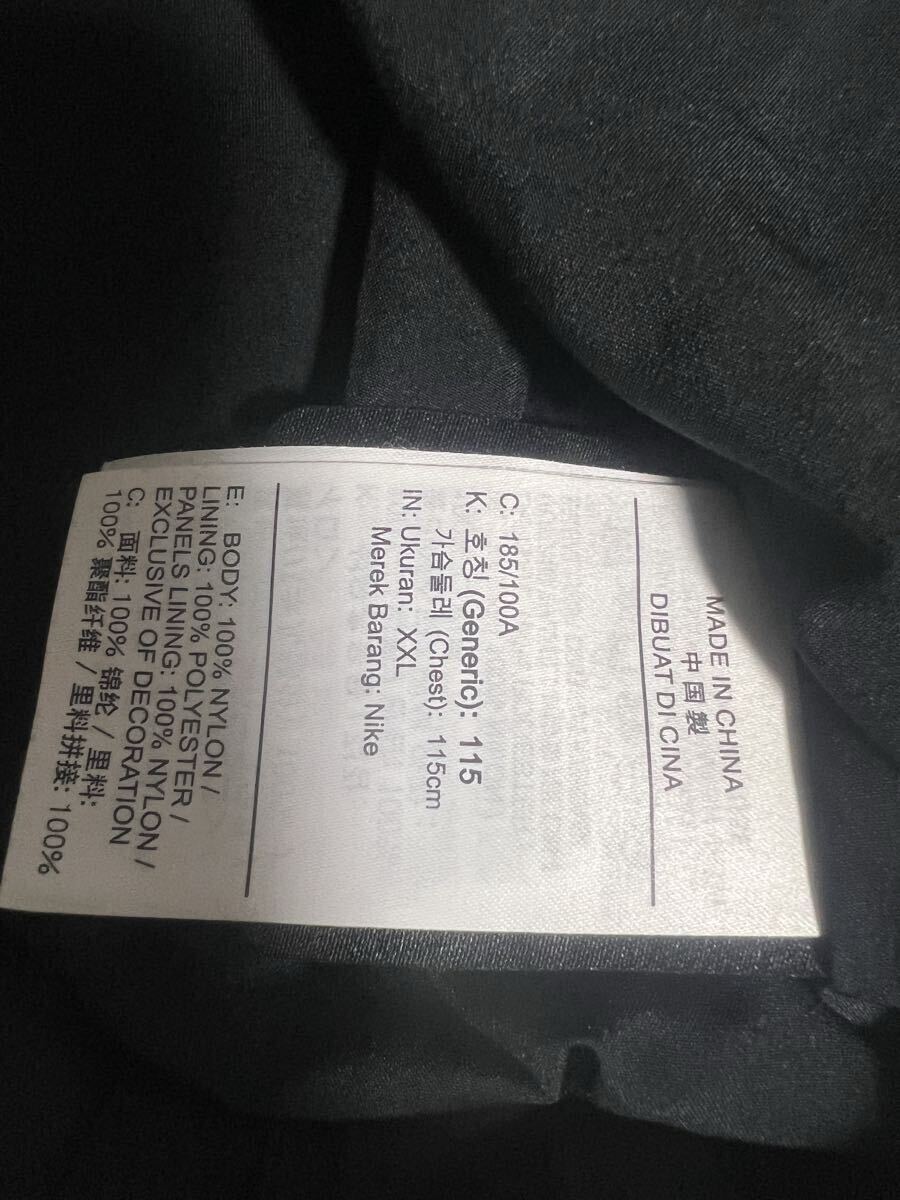 MADE IN CHINA
中国製
DIBUAT DI CINA
C: 185/100A
K: 호칭 (Generic): 115
가슴둘레 (Chest): 115cm
IN: Ukuran: XXL
Merek Barang: Nike
E: BODY: 100% NYLON /
LINING: 100% POLYESTER /
PANELS LINING: 100% NYLON /
EXCLUSIVE OF DECORATION
C: 面料: 100% 锦纶 / 里料:
100% 聚酯纤维 / 里料拼接: 100%